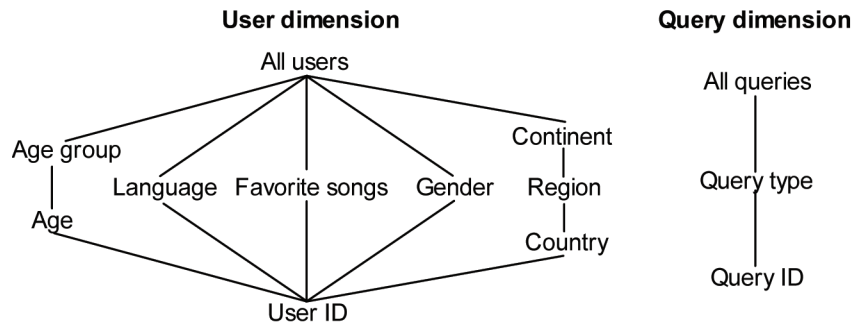 User dimension
Query dimension
All users
All queries
Age group
Continent
Language
Favorite songs
Gender
Region
Query type
Age
Country
User ID
Query ID